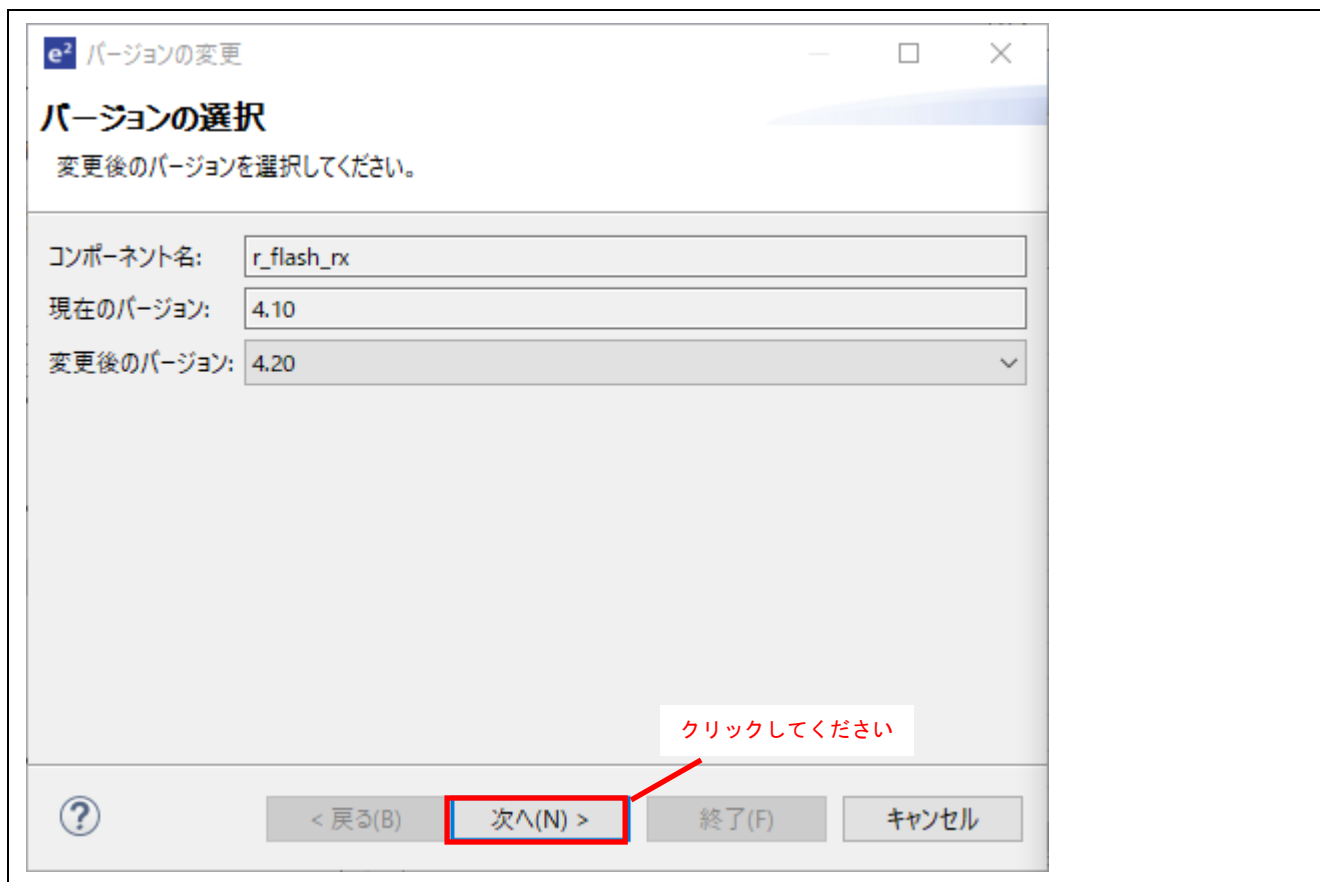 e² バージョンの変更
バージョンの選択
変更後のバージョンを選択してください。
コンポーネント名: r_flash_rx
現在のバージョン: 4.10
変更後のバージョン: 4.20
クリックしてください
? < 戻る(B) 次へ(N) > 終了(F) キャンセル